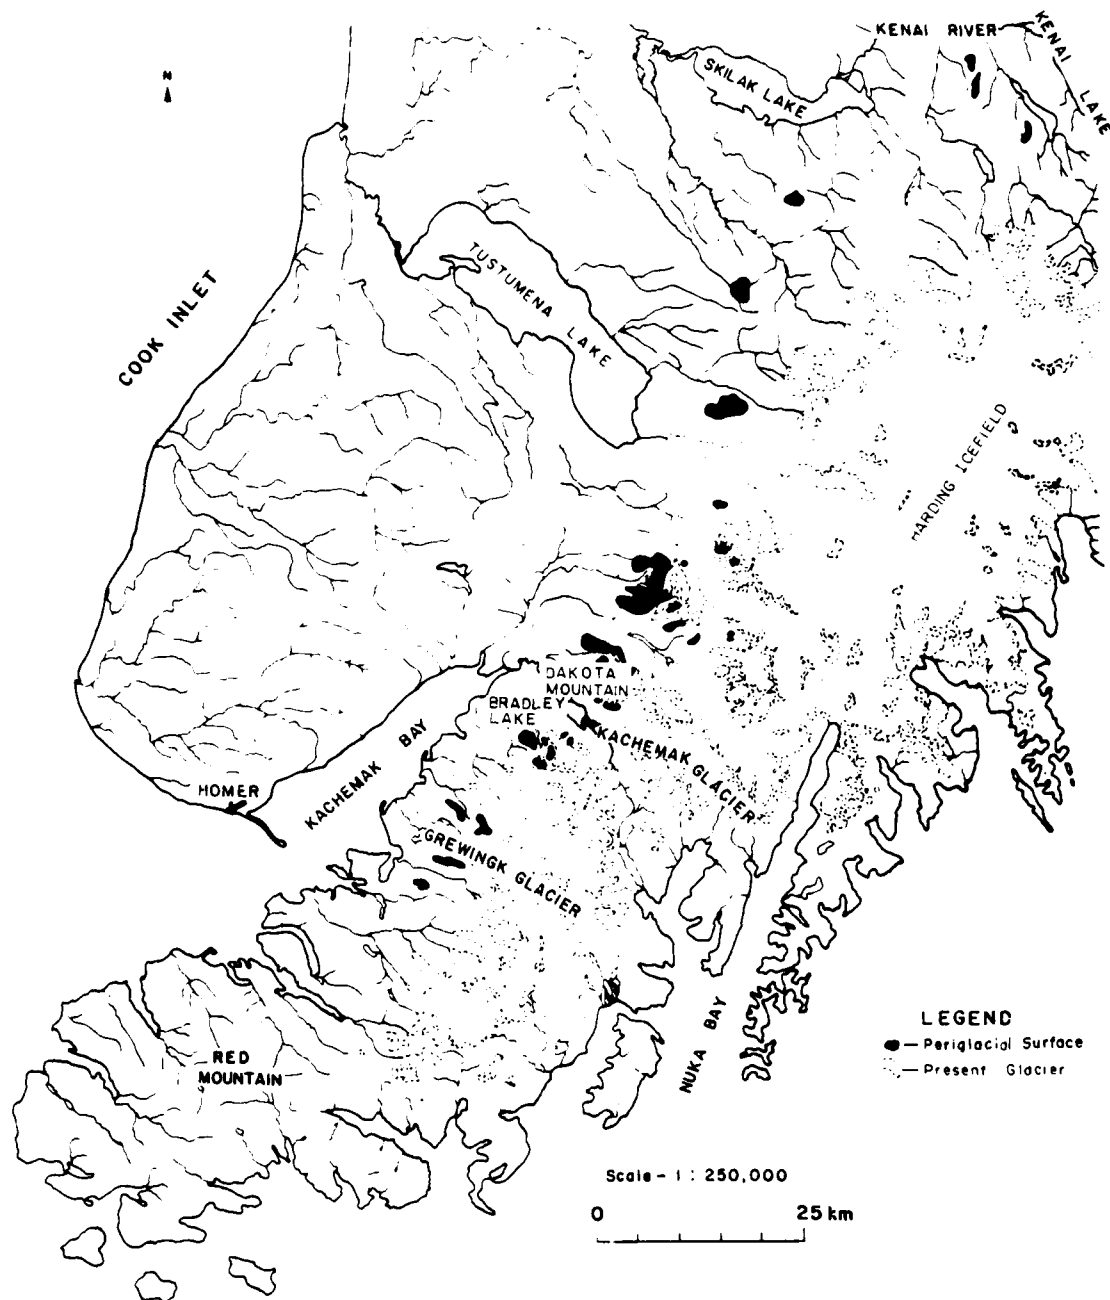 KENAI RIVER
KENAI LAKE
N
SKILAK LAKE
TUSTUMENA LAKE
COOK INLET
HARDING ICEFIELD
DAKOTA
MOUNTAIN
BRADLEY
LAKE
KACHEMAK GLACIER
KACHEMAK BAY
HOMER
GREWINGK GLACIER
NUKA BAY
RED
MOUNTAIN
LEGEND
— Periglacial Surface
— Present Glacier
Scale - 1 : 250,000
0 25 km